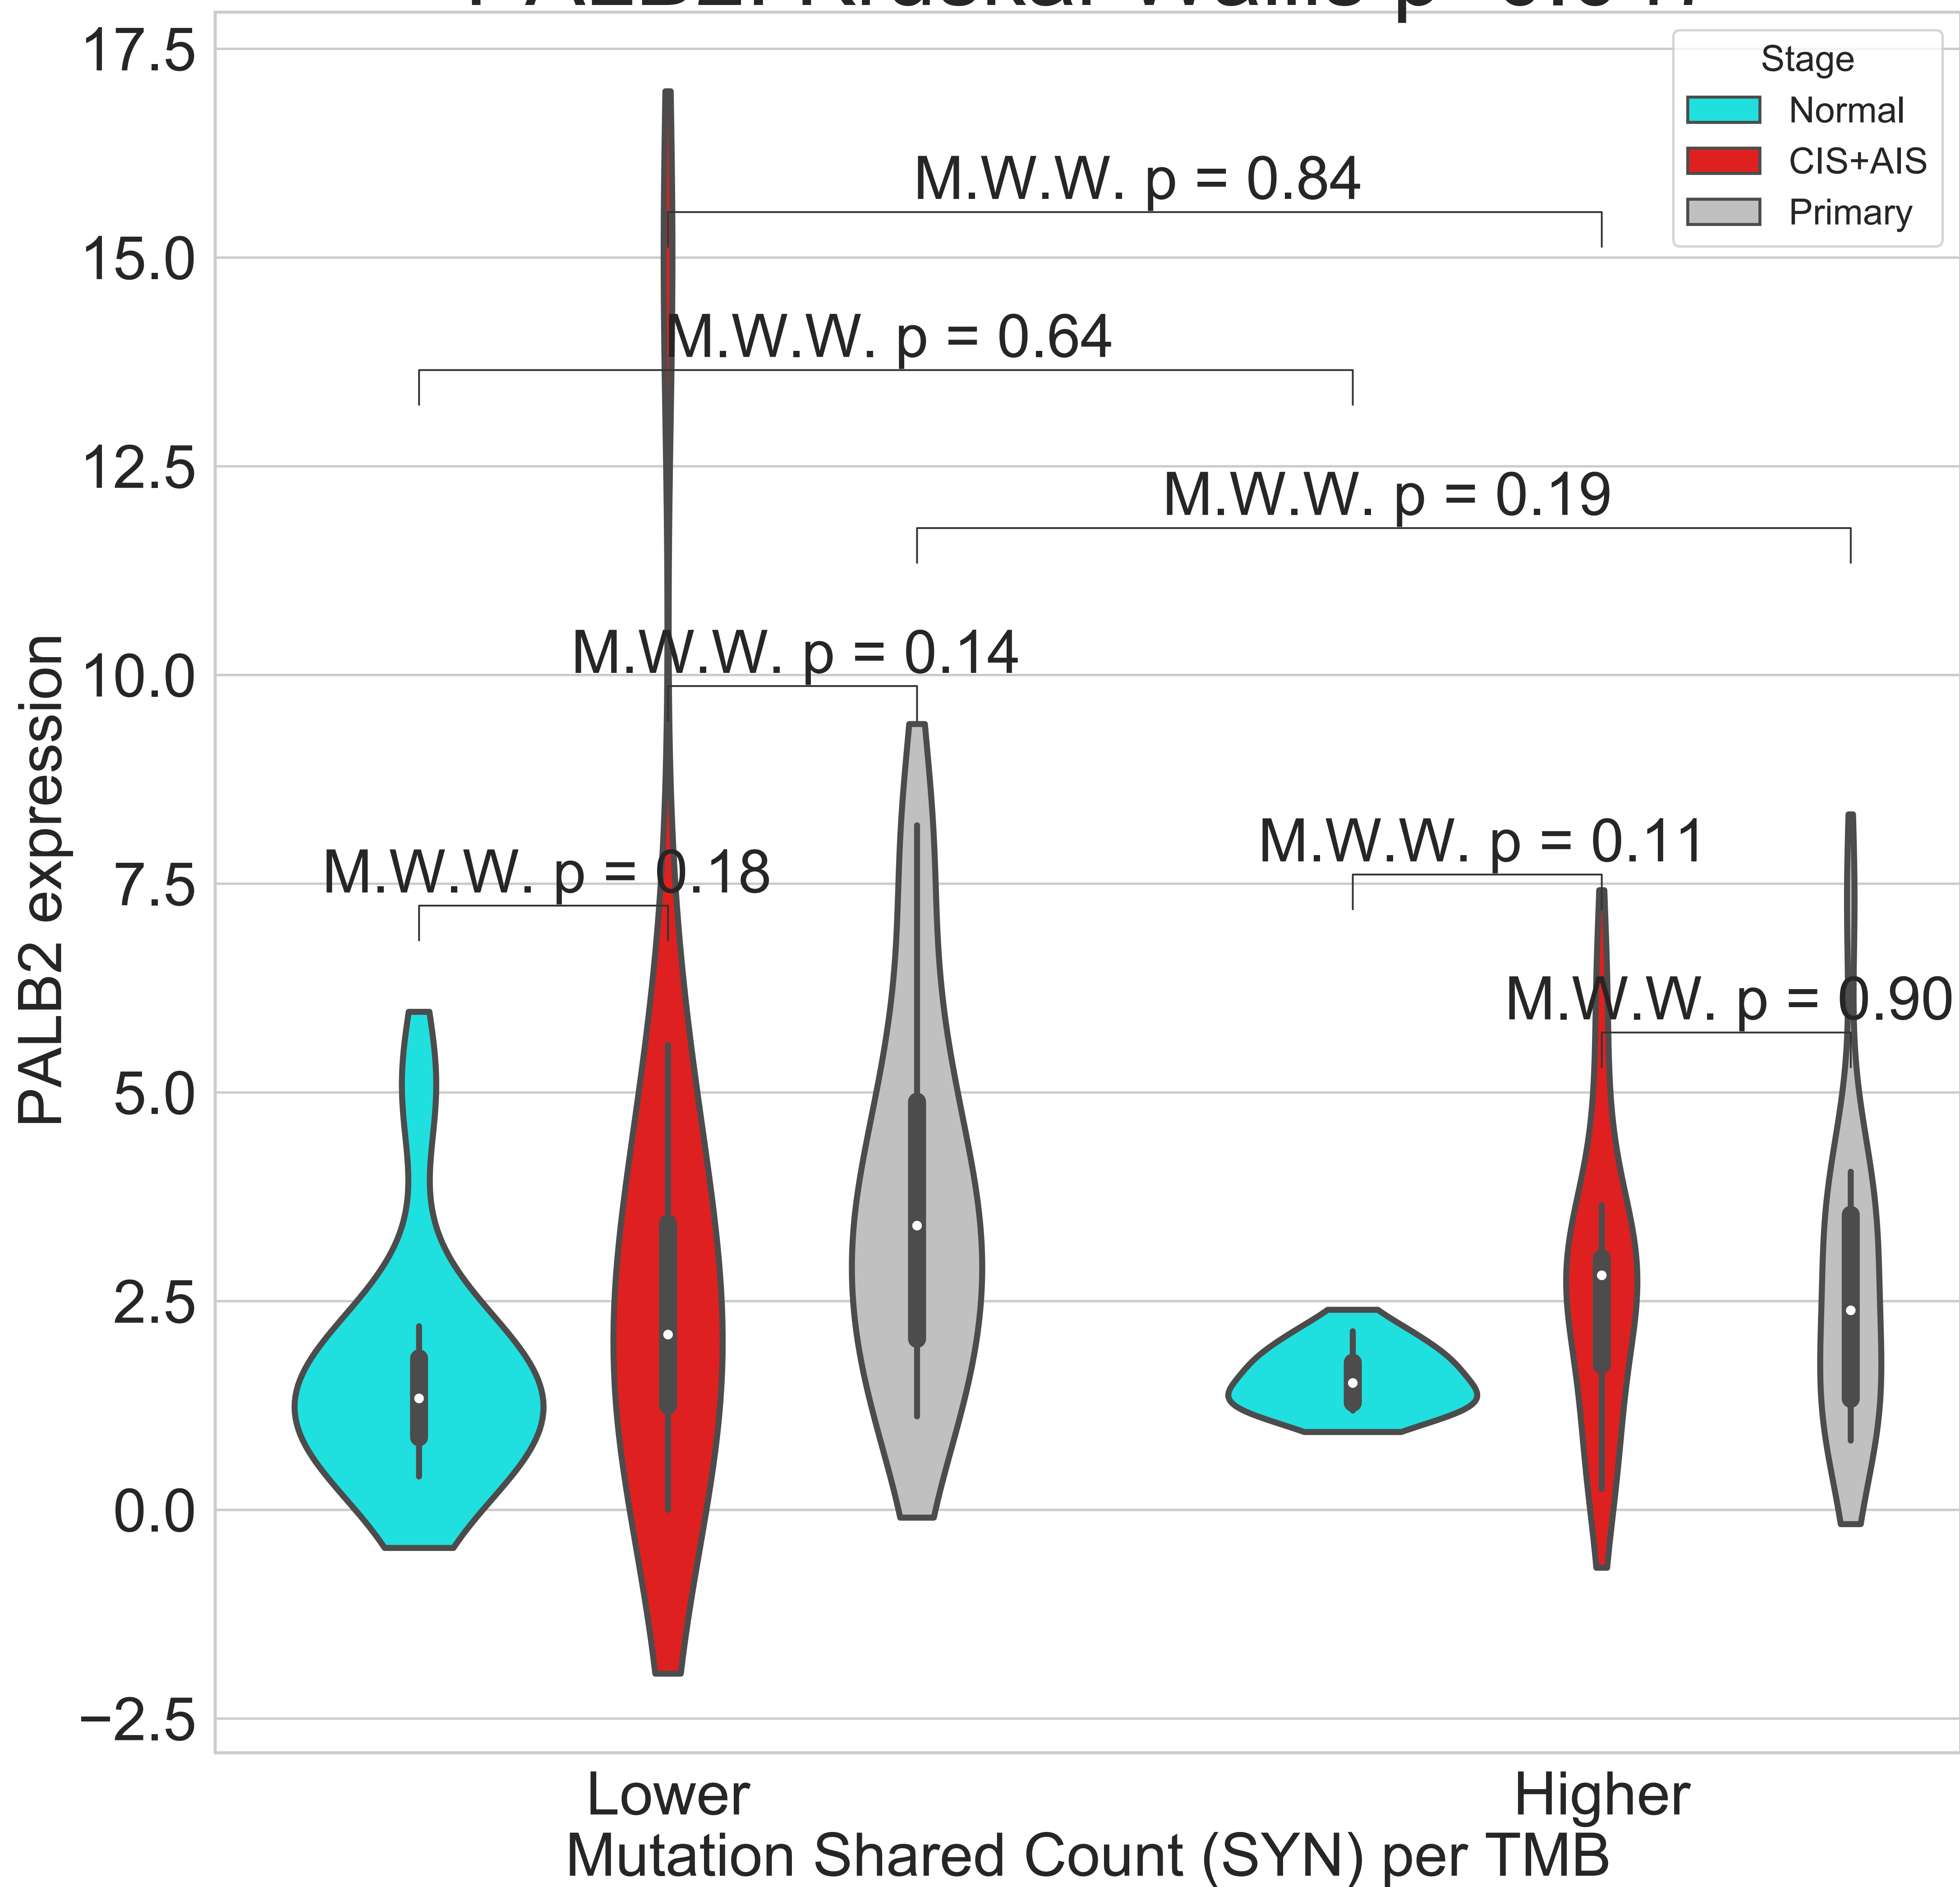 17.5
15.0
12.5
10.0
7.5
5.0
2.5
0.0
−2.5
PALB2 expression
Stage
Normal
CIS+AIS
Primary
M.W.W. p = 0.84
M.W.W. p = 0.64
M.W.W. p = 0.19
M.W.W. p = 0.14
M.W.W. p = 0.18
M.W.W. p = 0.11
M.W.W. p = 0.90
Lower
Higher
Mutation Shared Count (SYN) per TMB